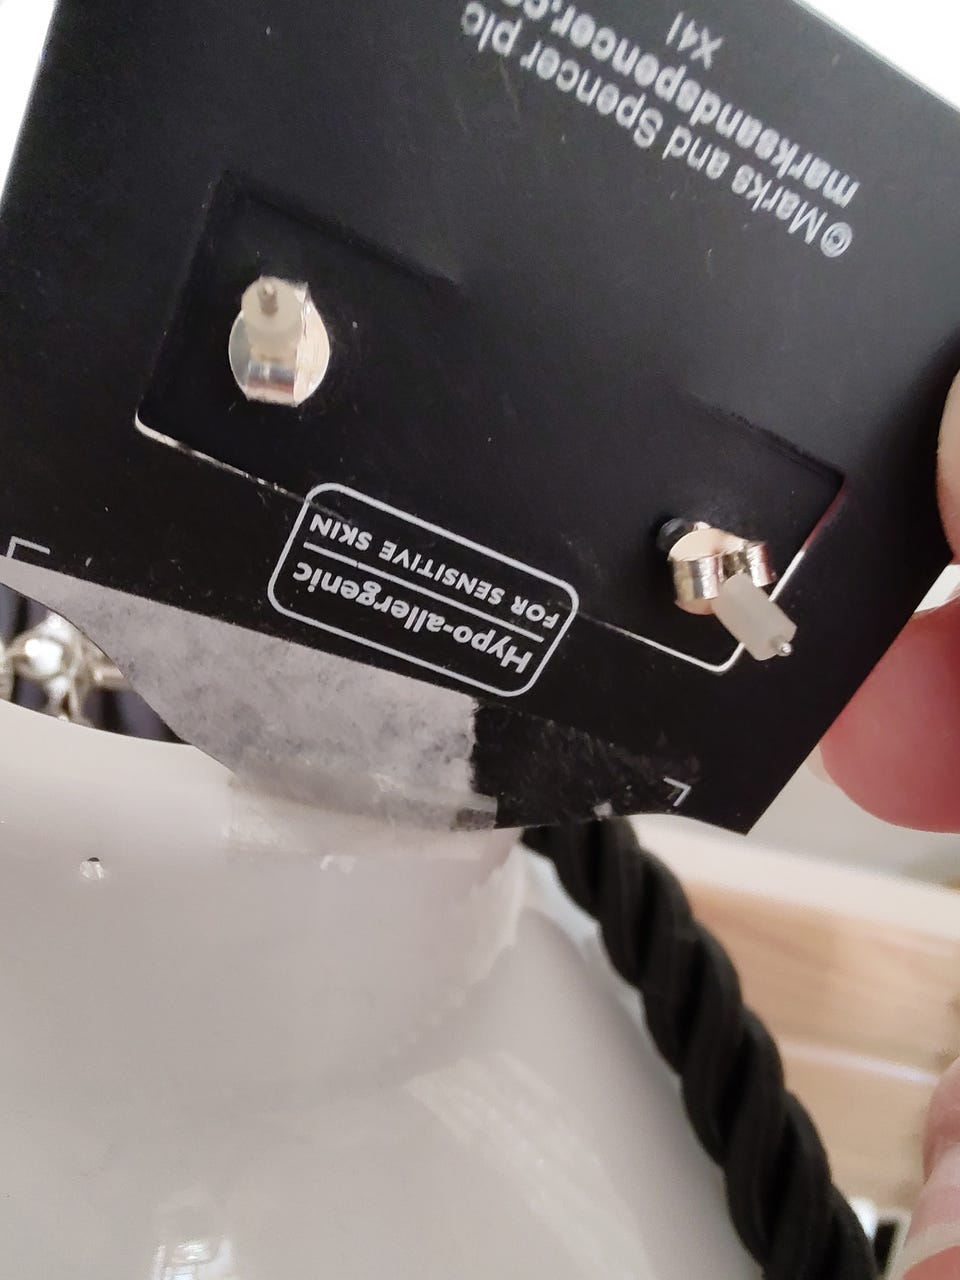 Hypo-allergenic
FOR SENSITIVE SKIN
©Marks and Spencer plc
marksandspencer.co
X41